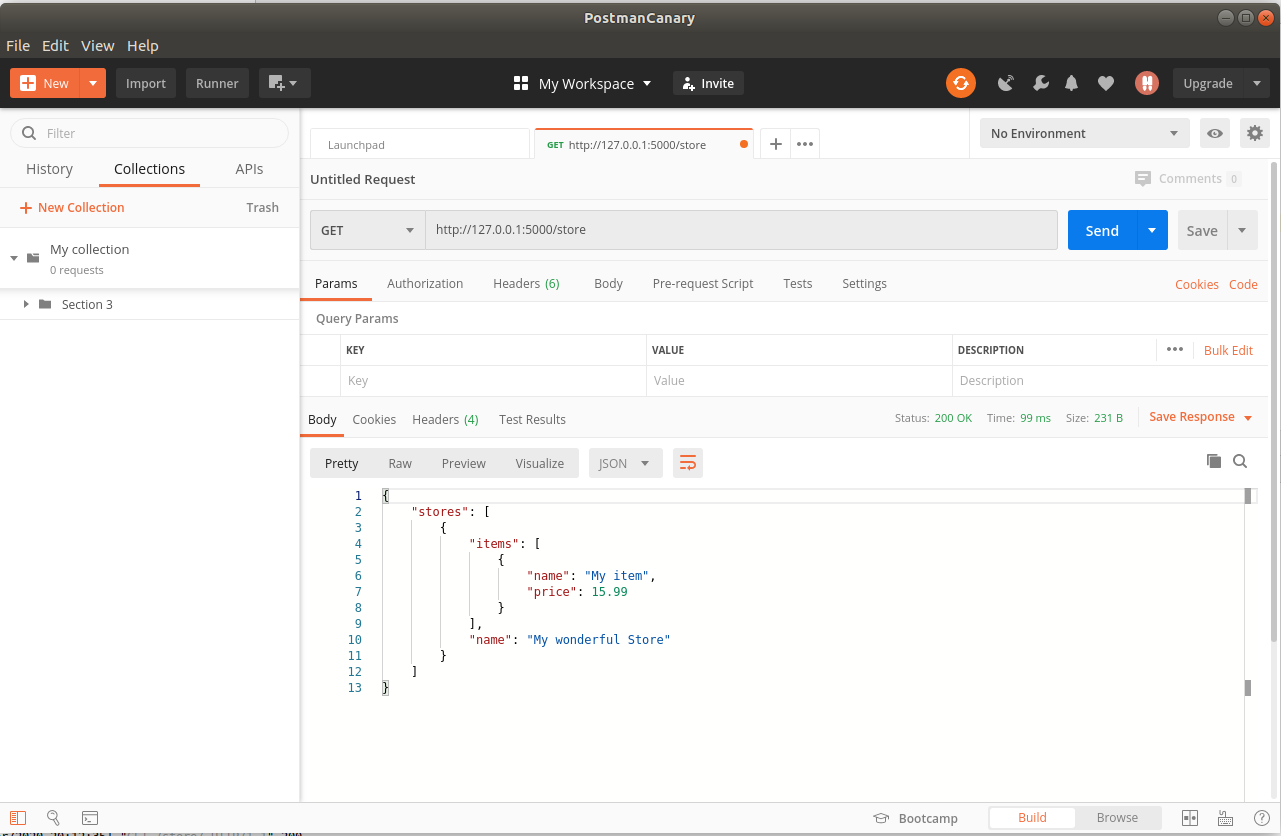 PostmanCanary
File Edit View Help
New Import Runner My Workspace Invite Upgrade
Filter
History Collections APIs
New Collection Trash
My collection
0 requests
Section 3
Launchpad GET http://127.0.0.1:5000/store No Environment
Untitled Request Comments 0
GET http://127.0.0.1:5000/store Send Save
Params Authorization Headers (6) Body Pre-request Script Tests Settings Cookies Code
Query Params
KEY VALUE DESCRIPTION Bulk Edit
Key Value Description
Body Cookies Headers (4) Test Results Status: 200 OK Time: 99 ms Size: 231 B Save Response
Pretty Raw Preview Visualize JSON
1 {
2 "stores": [
3 {
4 "items": [
5 {
6 "name": "My item",
7 "price": 15.99
8 }
9 ],
10 "name": "My wonderful Store"
11 }
12 ]
13 }
Bootcamp Build Browse